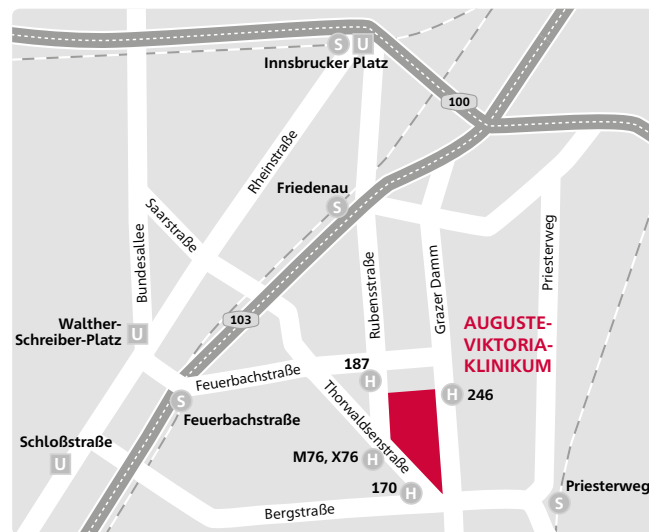 S U
Innsbrucker Platz
100
Rheinstraße
Friedenau
S
Saarstraße
Bundesallee
Priesterweg
Rubensstraße
Grazer Damm
103
Walther-
Schreiber-Platz
U
AUGUSTE-
VIKTORIA-
KLINIKUM
187
H
Feuerbachstraße
H 246
S
Feuerbachstraße
Thorwaldsenstraße
Schloßstraße
U
M76, X76
H
170 H
Priesterweg
S
Bergstraße